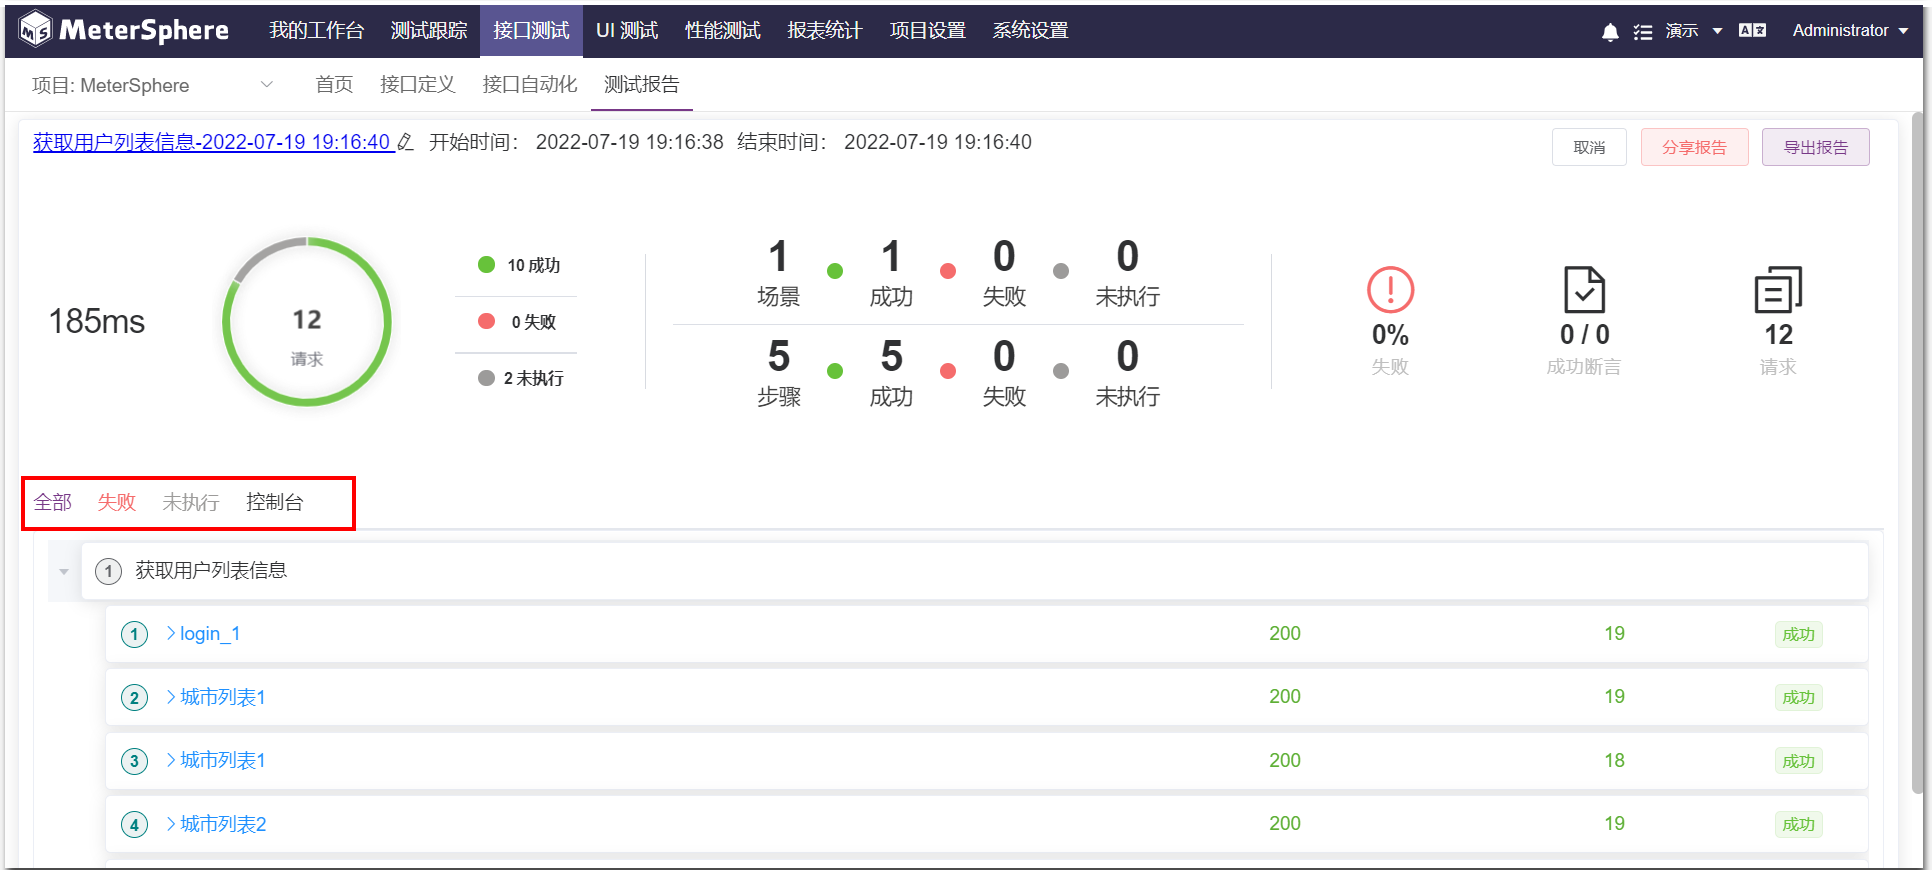 MeterSphere 我的工作台 测试跟踪 接口测试 UI 测试 性能测试 报表统计 项目设置 系统设置 演示 Administrator
项目: MeterSphere 首页 接口定义 接口自动化 测试报告
获取用户列表信息-2022-07-19 19:16:40 开始时间： 2022-07-19 19:16:38 结束时间： 2022-07-19 19:16:40 取消 分享报告 导出报告
185ms
12
请求
10 成功
0 失败
2 未执行
1 1 0 0
场景 成功 失败 未执行
5 5 0 0
步骤 成功 失败 未执行
0% 0 / 0 12
失败 成功断言 请求
全部 失败 未执行 控制台
1 获取用户列表信息
1 login_1 200 19 成功
2 城市列表1 200 19 成功
3 城市列表1 200 18 成功
4 城市列表2 200 19 成功